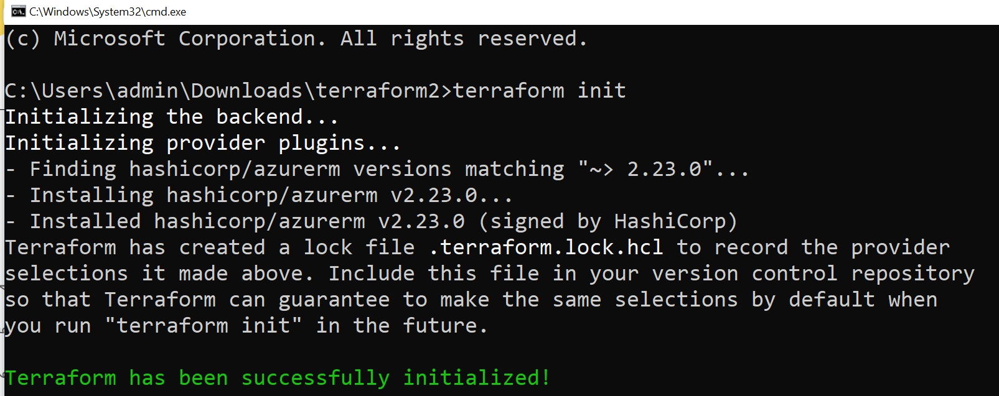 C:\Windows\System32\cmd.exe
(c) Microsoft Corporation. All rights reserved.
C:\Users\admin\Downloads\terraform2>terraform init
Initializing the backend...
Initializing provider plugins...
- Finding hashicorp/azurerm versions matching "~> 2.23.0"...
- Installing hashicorp/azurerm v2.23.0...
- Installed hashicorp/azurerm v2.23.0 (signed by HashiCorp)
Terraform has created a lock file .terraform.lock.hcl to record the provider
selections it made above. Include this file in your version control repository
so that Terraform can guarantee to make the same selections by default when
you run "terraform init" in the future.
Terraform has been successfully initialized!